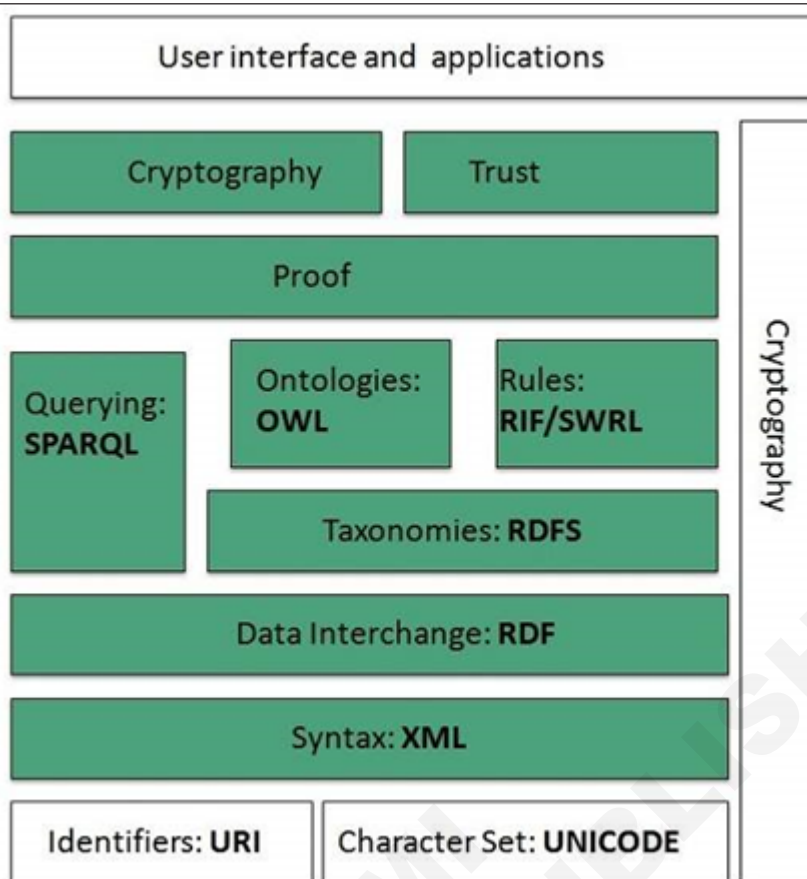 User interface and applications
Cryptography
Trust
Proof
Querying:
SPARQL
Ontologies:
OWL
Rules:
RIF/SWRL
Taxonomies: RDFS
Data Interchange: RDF
Syntax: XML
Identifiers: URI
Character Set: UNICODE
Cryptography